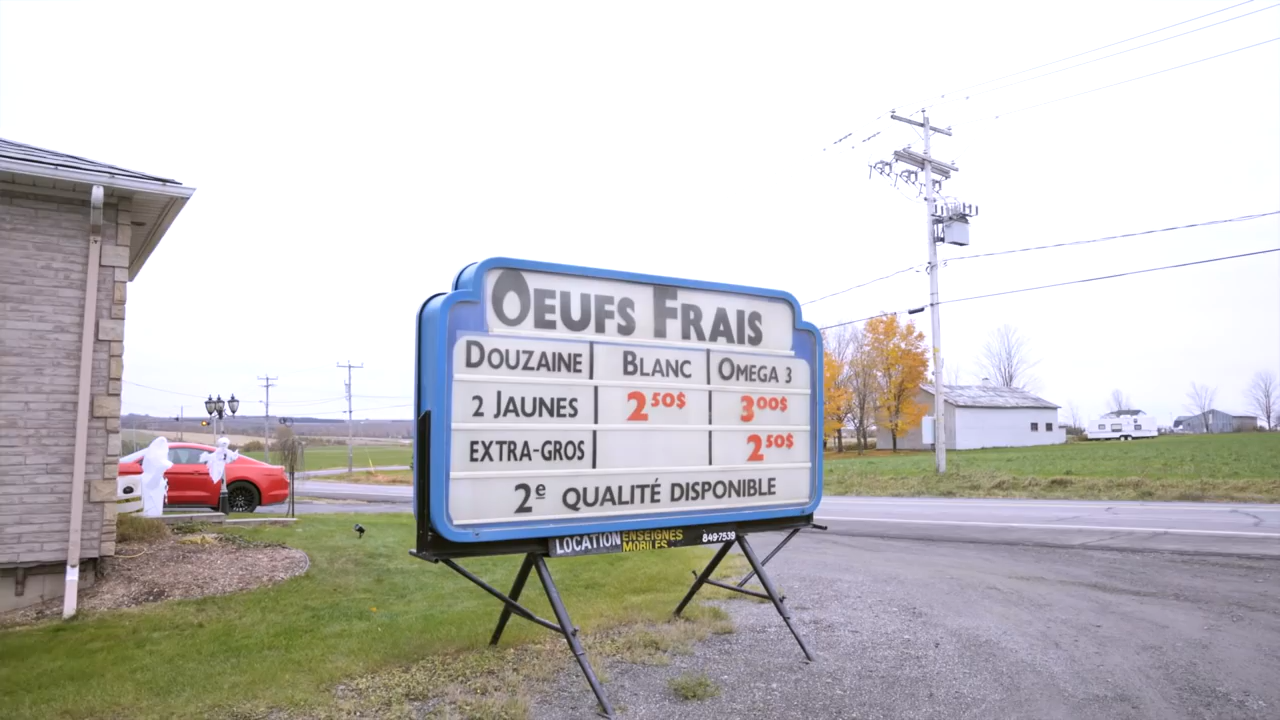 OEUFS FRAIS
DOUZAINE BLANC OMEGA 3
2 JAUNES 2 50$ 3 00$
EXTRA-GROS 2 50$
2e QUALITÉ DISPONIBLE
LOCATION ENSEIGNES MOBILES 849-7539